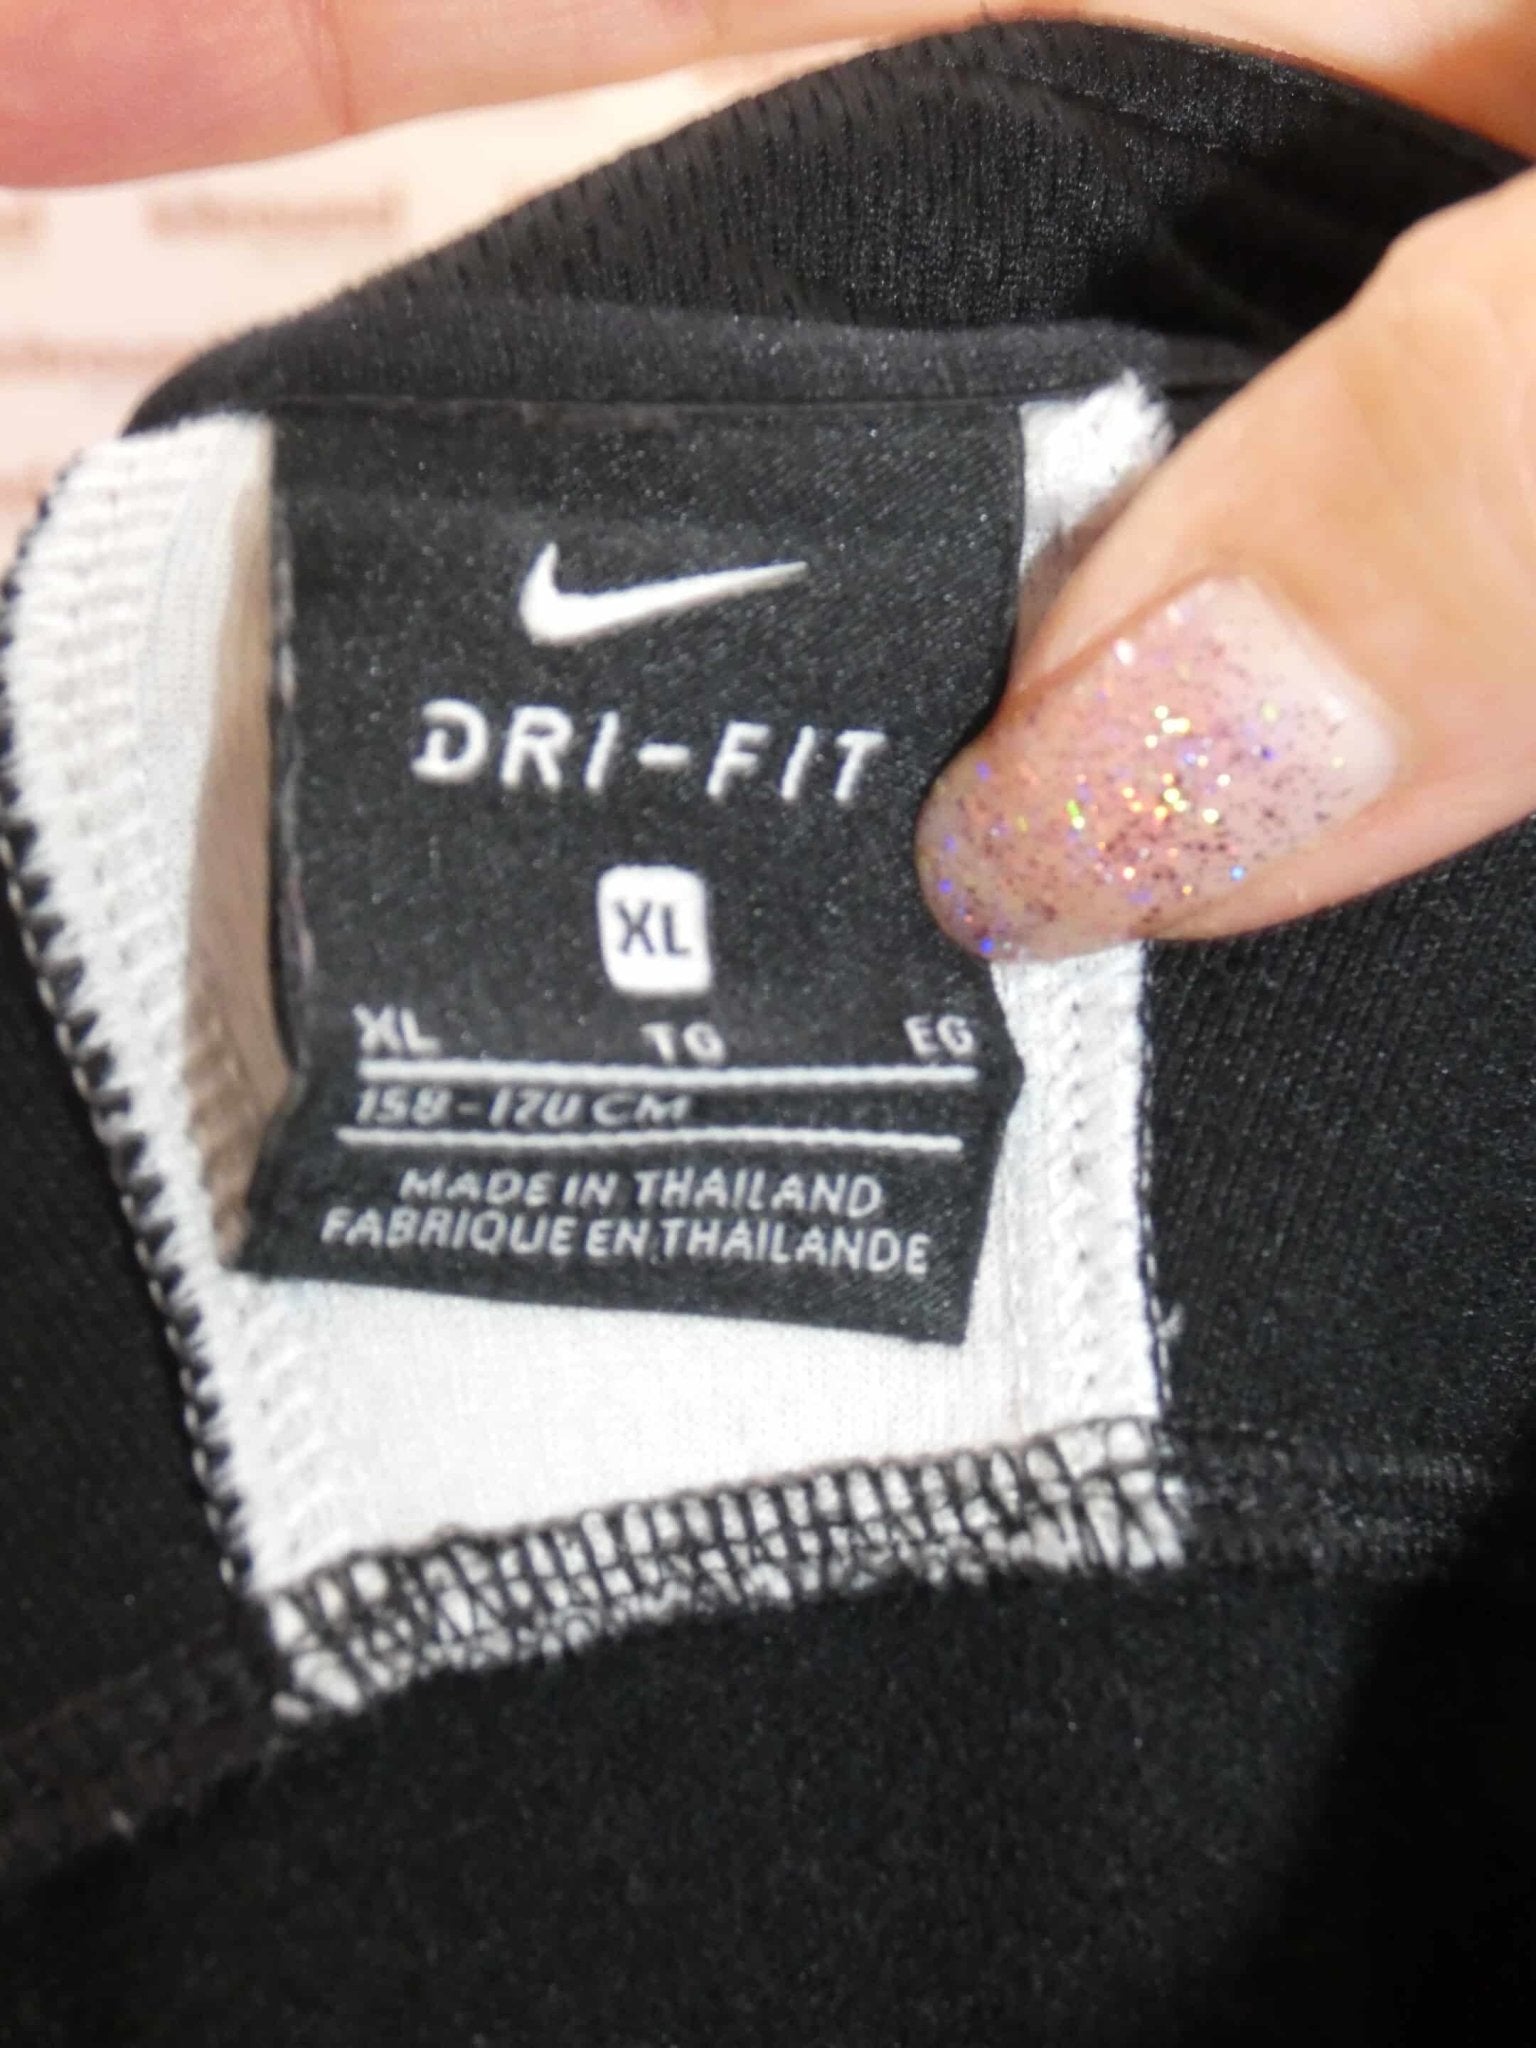 DRI-FIT
XL
XL TG EG
158-170 CM
MADE IN THAILAND
FABRIQUE EN THAILANDE